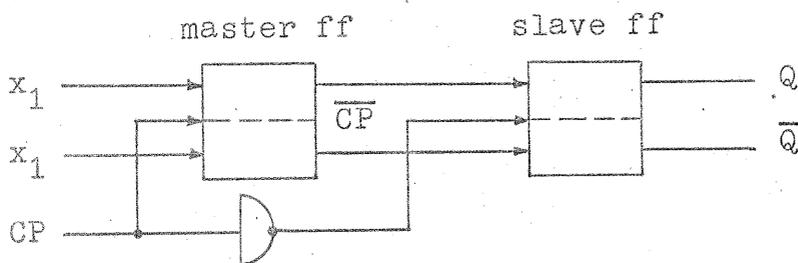 master ff
slave ff
x1
Q
CP̅
Q̅
x1
CP